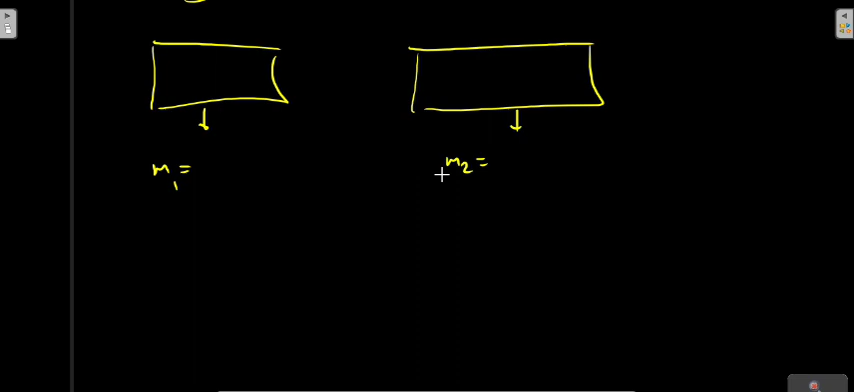 m₁ =
m₂ =